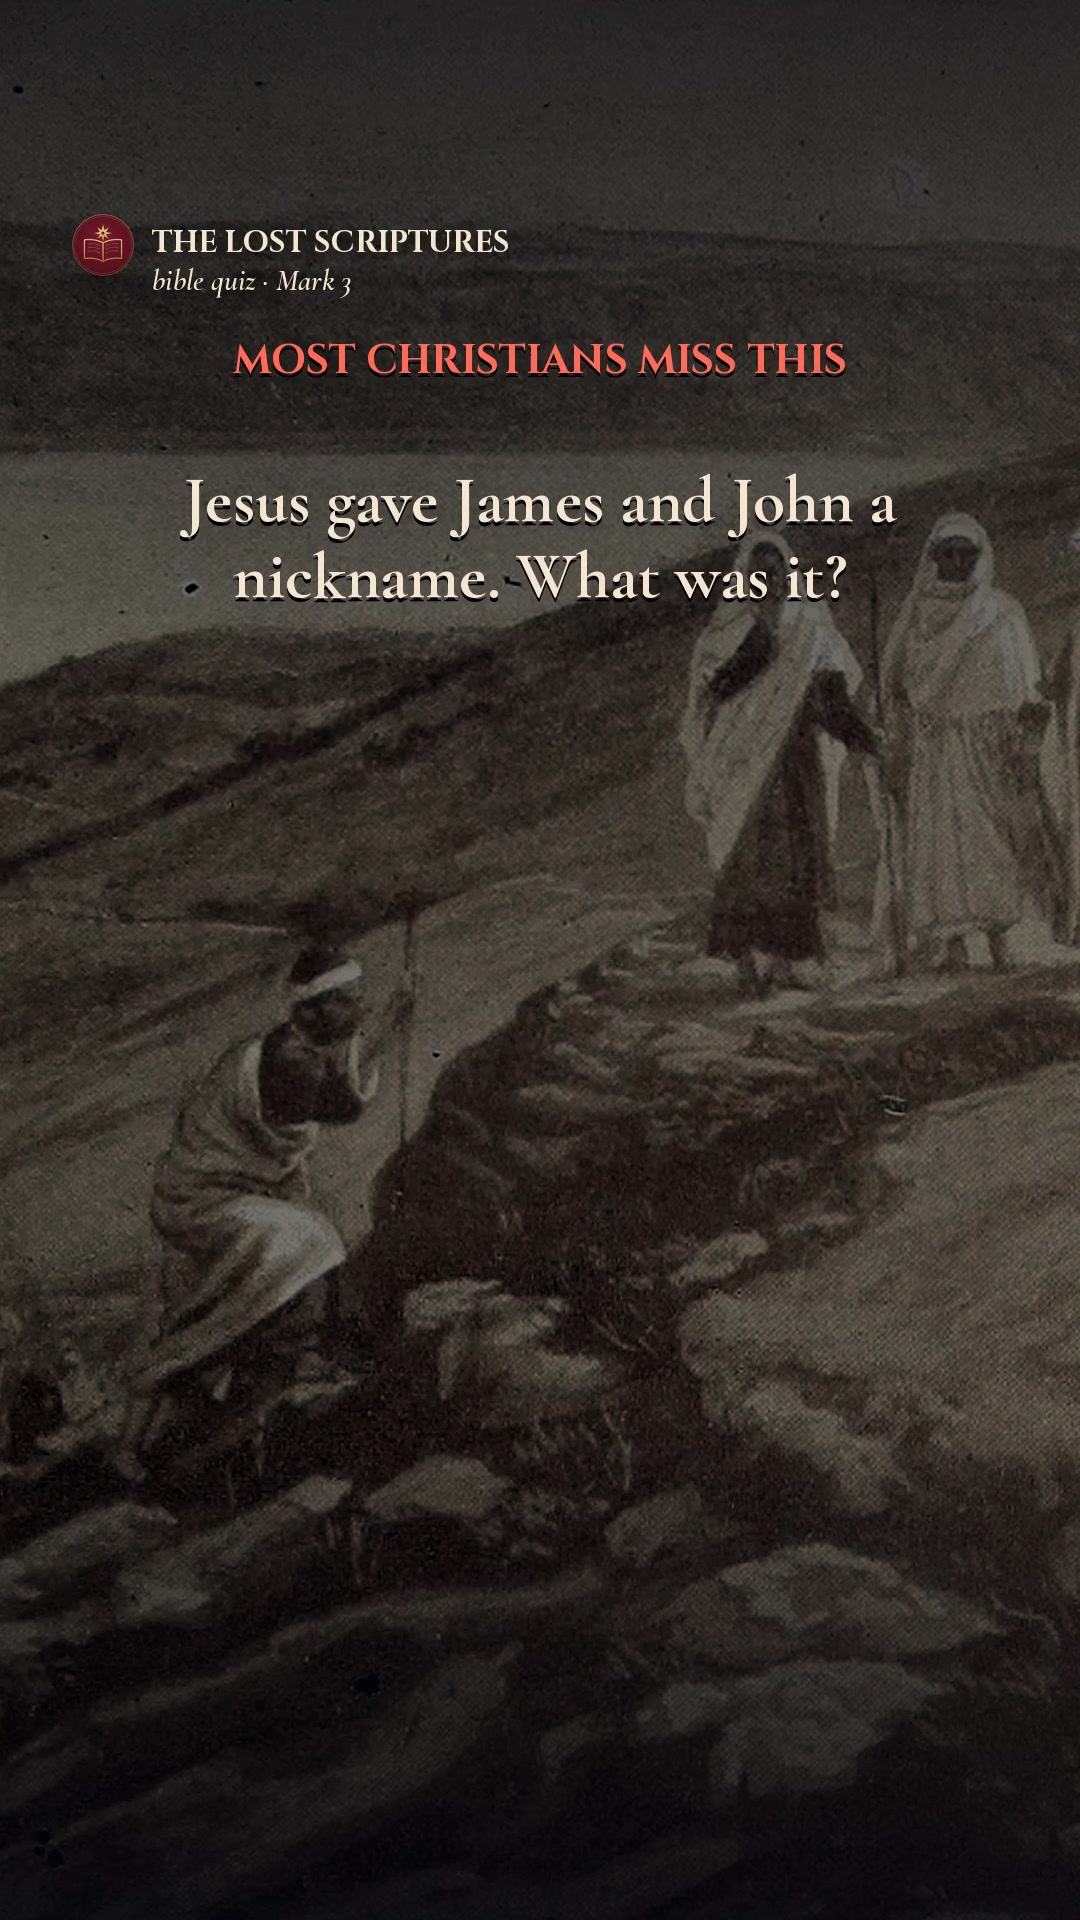 THE LOST SCRIPTURES
bible quiz · Mark 3
MOST CHRISTIANS MISS THIS
Jesus gave James and John a
nickname. What was it?